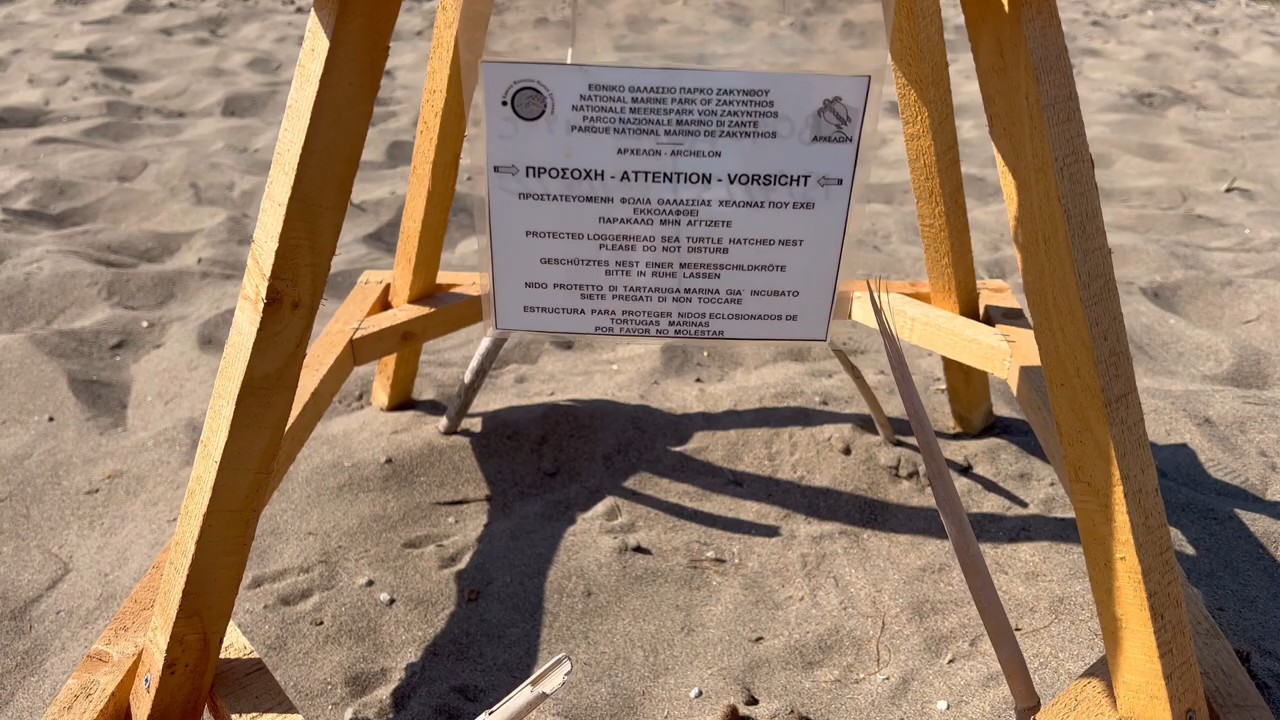 ΕΘΝΙΚΟ ΘΑΛΑΣΣΙΟ ΠΑΡΚΟ ΖΑΚΥΝΘΟΥ
NATIONAL MARINE PARK OF ZAKYNTHOS
NATIONALE MEERESPARK VON ZAKYNTHOS
PARCO NAZIONALE MARINO DI ZANTE
PARQUE NATIONAL MARINO DE ZAKYNTHOS
ΑΡΧΕΛΩΝ
ΑΡΧΕΛΩΝ - ARCHELON
ΠΡΟΣΟΧΗ - ATTENTION - VORSICHT
ΠΡΟΣΤΑΤΕΥΟΜΕΝΗ ΦΩΛΙΑ ΘΑΛΑΣΣΙΑΣ ΧΕΛΩΝΑΣ ΠΟΥ ΕΧΕΙ
ΕΚΚΟΛΑΦΘΕΙ
ΠΑΡΑΚΑΛΩ ΜΗΝ ΑΓΓΙΖΕΤΕ
PROTECTED LOGGERHEAD SEA TURTLE HATCHED NEST
PLEASE DO NOT DISTURB
GESCHÜTZTES NEST EINER MEERESSCHILDKRÖTE
BITTE IN RUHE LASSEN
NIDO PROTETTO DI TARTARUGA MARINA GIA' INCUBATO
SIETE PREGATI DI NON TOCCARE
ESTRUCTURA PARA PROTEGER NIDOS ECLOSIONADOS DE
TORTUGAS MARINAS
POR FAVOR NO MOLESTAR